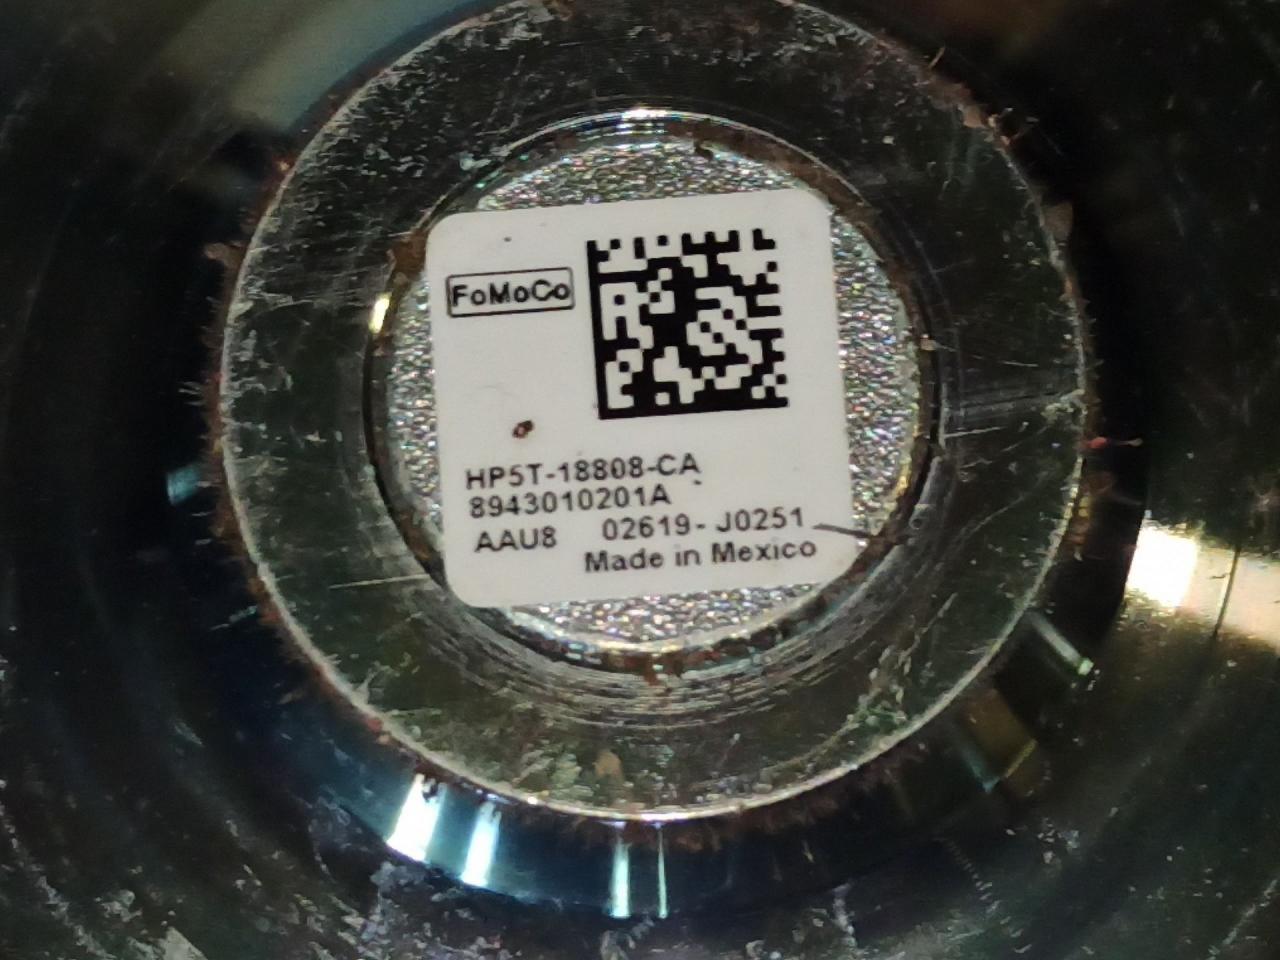 FoMoCo
HP5T-18808-CA
8943010201A
AAU8 02619- J0251
Made in Mexico